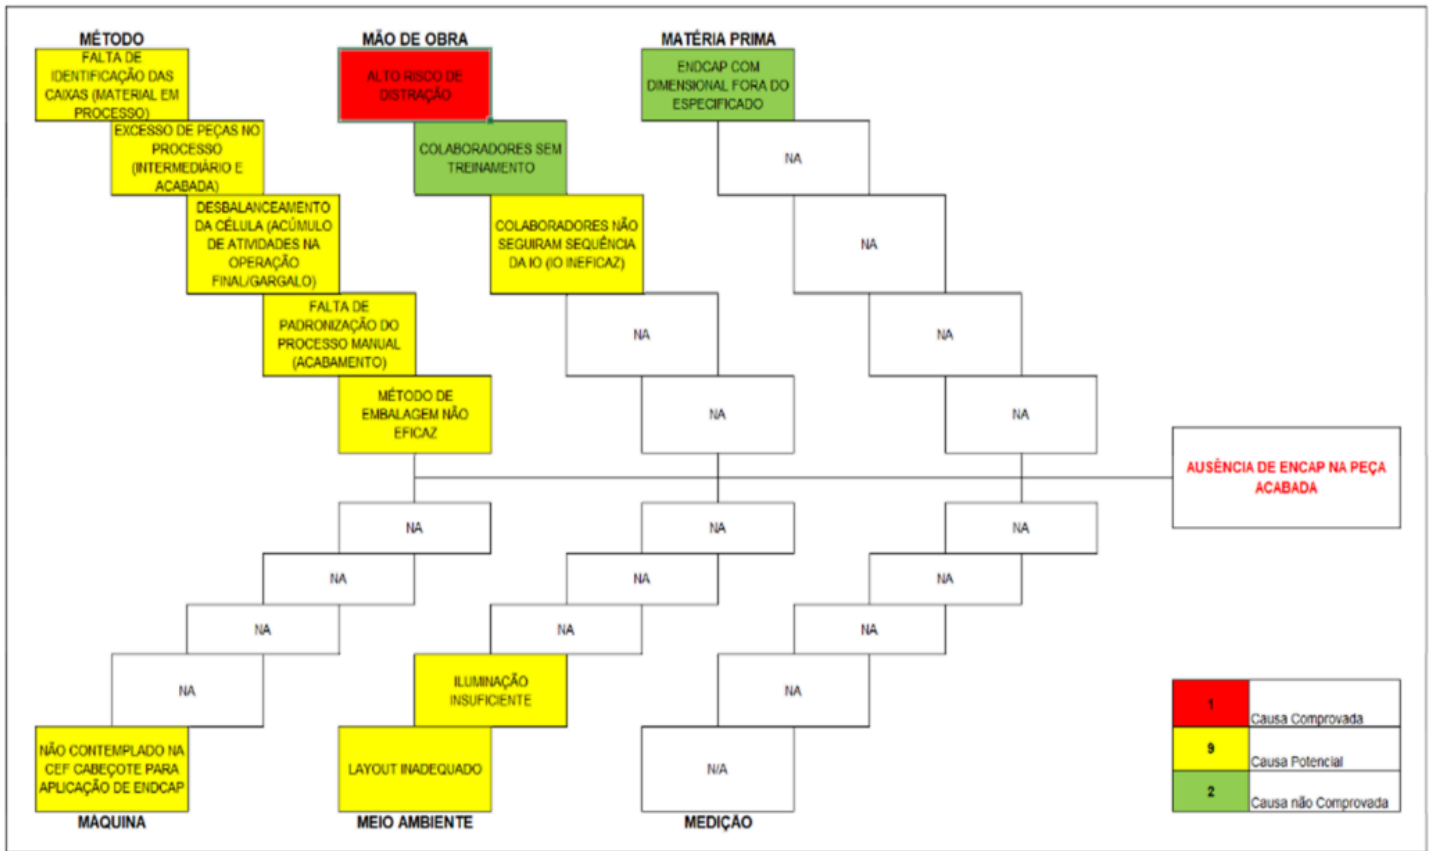 MÉTODO
FALTA DE
IDENTIFICAÇÃO DAS
CAIXAS (MATERIAL EM
PROCESSO)
EXCESSO DE PEÇAS NO
PROCESSO
(INTERMEDIÁRIO E
ACABADA)
DESBALANCEAMENTO
DA CÉLULA (ACÚMULO
DE ATIVIDADES NA
OPERAÇÃO
FINAL/GARGALO)
FALTA DE
PADRONIZAÇÃO DO
PROCESSO MANUAL
(ACABAMENTO)
MÉTODO DE
EMBALAGEM NÃO
EFICAZ
MÃO DE OBRA
ALTO RISCO DE
DISTRAÇÃO
COLABORADORES SEM
TREINAMENTO
COLABORADORES NÃO
SEGUIRAM SEQUÊNCIA
DA IO (IO INEFICAZ)
NA
NA
MATÉRIA PRIMA
ENDCAP COM
DIMENSIONAL FORA DO
ESPECIFICADO
NA
NA
NA
NA
AUSÊNCIA DE ENCAP NA PEÇA
ACABADA
NA
NA
NA
NA
NÃO CONTEMPLADO NA
CEF CABEÇOTE PARA
APLICAÇÃO DE ENDCAP
MÁQUINA
NA
NA
NA
ILUMINAÇÃO
INSUFICIENTE
LAYOUT INADEQUADO
MEIO AMBIENTE
NA
NA
NA
NA
N/A
MEDIÇÃO
1
Causa Comprovada
9
Causa Potencial
2
Causa não Comprovada